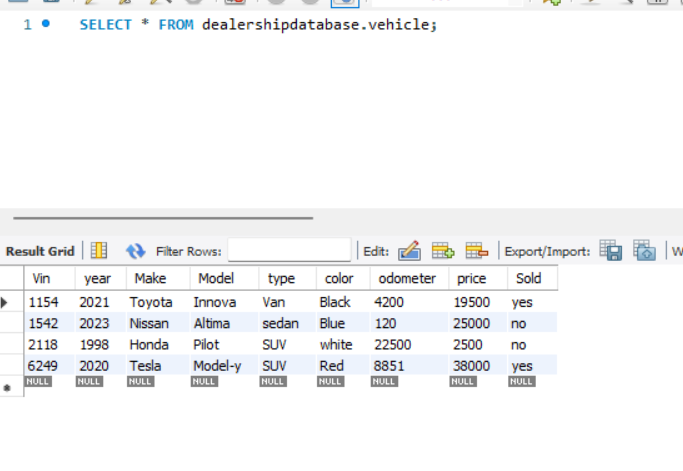 1 SELECT * FROM dealershipdatabase.vehicle;
Result Grid Filter Rows: Edit: Export/Import: W
Vin year Make Model type color odometer price Sold
1154 2021 Toyota Innova Van Black 4200 19500 yes
1542 2023 Nissan Altima sedan Blue 120 25000 no
2118 1998 Honda Pilot SUV white 22500 2500 no
6249 2020 Tesla Model-y SUV Red 8851 38000 yes
NULL NULL NULL NULL NULL NULL NULL NULL NULL